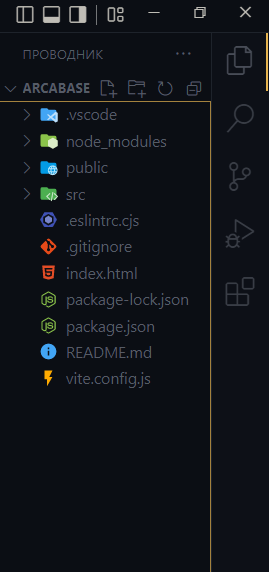 ПРОВОДНИК
ARCABASE
.vscode
node_modules
public
src
.eslintrc.cjs
.gitignore
index.html
package-lock.json
package.json
README.md
vite.config.js